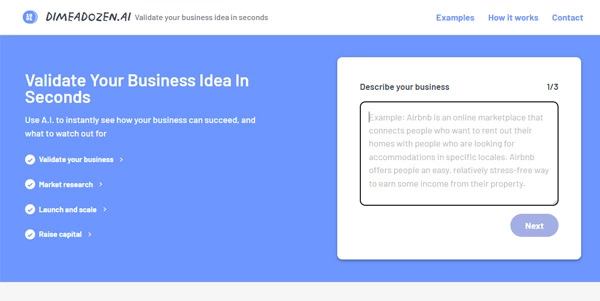 DIMEADOZEN.AI Validate your business idea in seconds
Examples How it works Contact
Validate Your Business Idea In
Seconds
Use A.I. to instantly see how your business can succeed, and
what to watch out for
Validate your business
Market research
Launch and scale
Raise capital
Describe your business 1/3
Example: Airbnb is an online marketplace that
connects people who want to rent out their
homes with people who are looking for
accommodations in specific locales. Airbnb
offers people an easy, relatively stress-free way
to earn some income from their property.
Next